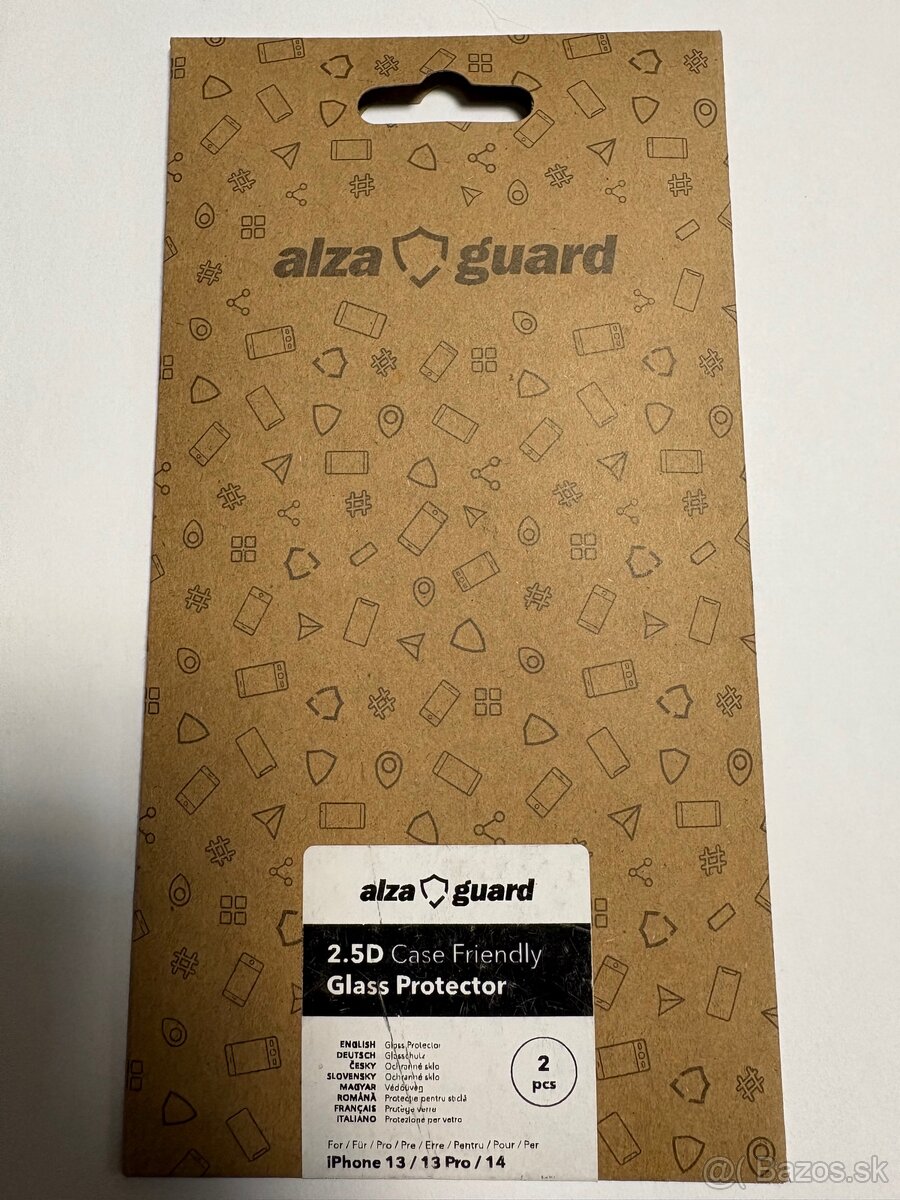 alza guard
alza guard
2.5D Case Friendly
Glass Protector
ENGLISH Glass Protector
DEUTSCH Glasschutz
ČESKY Ochranné sklo
SLOVENSKY Ochranné sklo
MAGYAR Védőüveg
ROMÂNĂ Protecție pentru sticlă
FRANÇAIS Protège verre
ITALIANO Protezione per vetro
2
pcs
For / Für / Pro / Pre / Erre / Pentru / Pour / Per
iPhone 13 / 13 Pro / 14
Bazos.sk